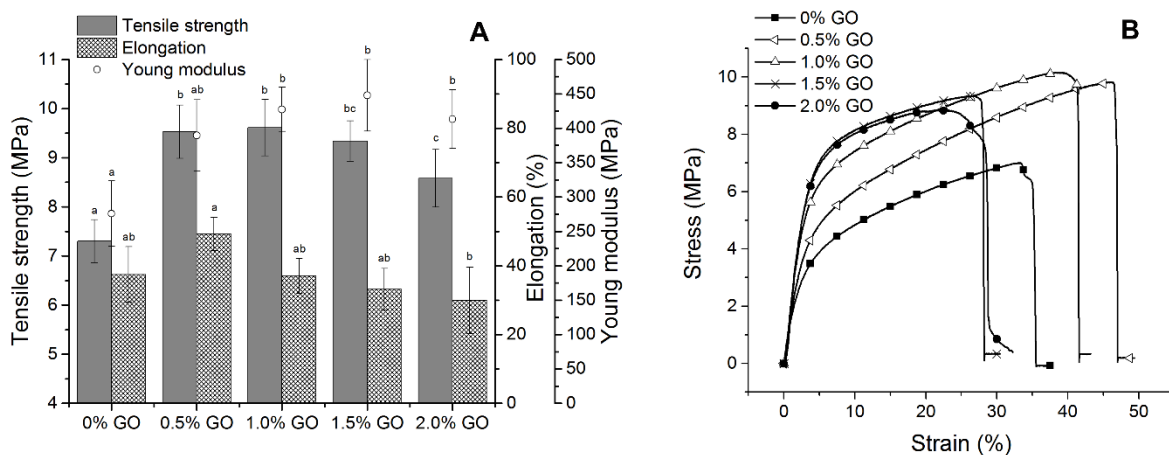 Tensile strength
Elongation
Young modulus
A
Tensile strength (MPa)
11
10
9
8
7
6
5
4
a
a
ab
b
ab
a
b
b
ab
bc
b
ab
c
b
b
0% GO
0.5% GO
1.0% GO
1.5% GO
2.0% GO
Elongation (%)
100
80
60
40
20
0
Young modulus (MPa)
500
450
400
350
300
250
200
150
100
50
0
0% GO
0.5% GO
1.0% GO
1.5% GO
2.0% GO
B
Stress (MPa)
10
8
6
4
2
0
0
10
20
30
40
50
Strain (%)